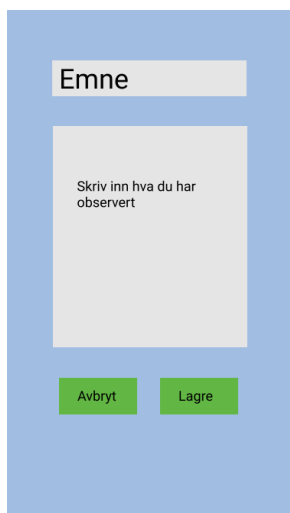 Emne
Skriv inn hva du har
observert
Avbryt
Lagre